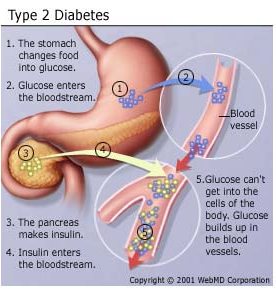 Type 2 Diabetes
1. The stomach
changes food
into glucose.
2. Glucose enters
the bloodstream.
1
2
Blood
vessel
3
4
3. The pancreas
makes insulin.
4. Insulin enters
the bloodstream.
5
5.Glucose can't
get into the
cells of the
body. Glucose
builds up in
the blood
vessels.
Copyright © 2001 WebMD Corporation